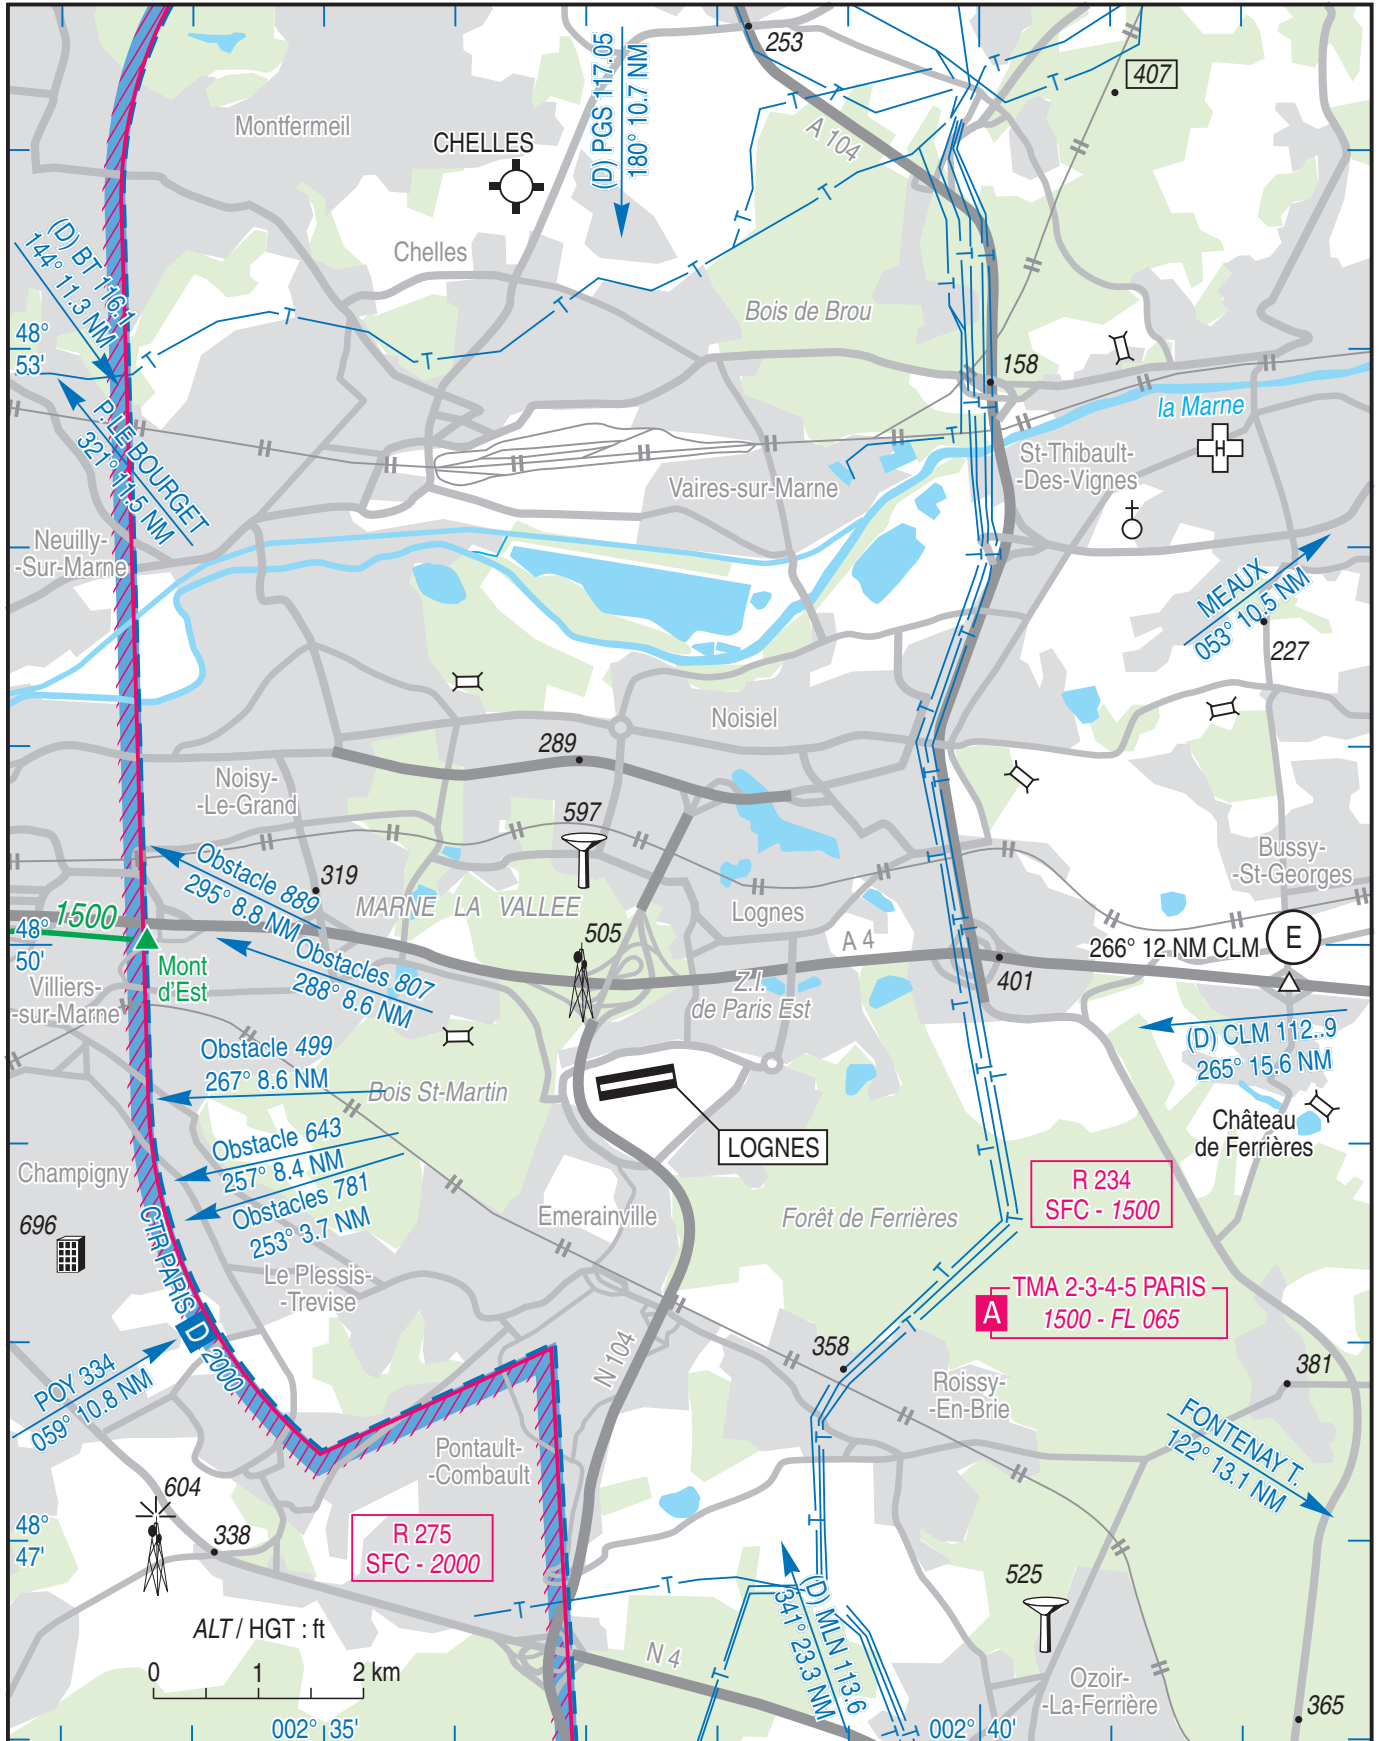 253
407
(D) PGS 117.05
180° 10.7 NM
A 104
Montfermeil
CHELLES
Chelles
(D) BT 116.1
144° 11.3 NM
Bois de Brou
48°
53'
158
la Marne
P. LE BOURGET
321° 11.5 NM
Vaires-sur-Marne
St-Thibault-
-Des-Vignes
H
Neuilly-
-Sur-Marne
MEAUX
053° 10.5 NM
227
Noisiel
289
Noisy-
-Le-Grand
597
Obstacle 889
295° 8.8 NM
319
MARNE LA VALLEE
Lognes
Bussy-
-St-Georges
1500
48°
50'
505
A 4
266° 12 NM CLM
E
Mont
d'Est
Obstacles 807
288° 8.6 NM
Z.I.
de Paris Est
401
Villiers-
-sur-Marne
(D) CLM 112..9
265° 15.6 NM
Obstacle 499
267° 8.6 NM
Bois St-Martin
Château
de Ferrières
Obstacle 643
257° 8.4 NM
LOGNES
Champigny
Obstacles 781
253° 3.7 NM
R 234
SFC - 1500
696
Emerainville
Forêt de Ferrières
CTR PARIS
D
2000
Le Plessis-
-Trevise
A
TMA 2-3-4-5 PARIS
1500 - FL 065
POY 334
059° 10.8 NM
N 104
358
Roissy-
-En-Brie
381
FONTENAY T.
122° 13.1 NM
Pontault-
-Combault
604
48°
47'
338
R 275
SFC - 2000
525
(D) MLN 113.6
341° 23.3 NM
ALT / HGT : ft
0 1 2 km
N 4
Ozoir-
-La-Ferrière
365
002° 35'
002° 40'